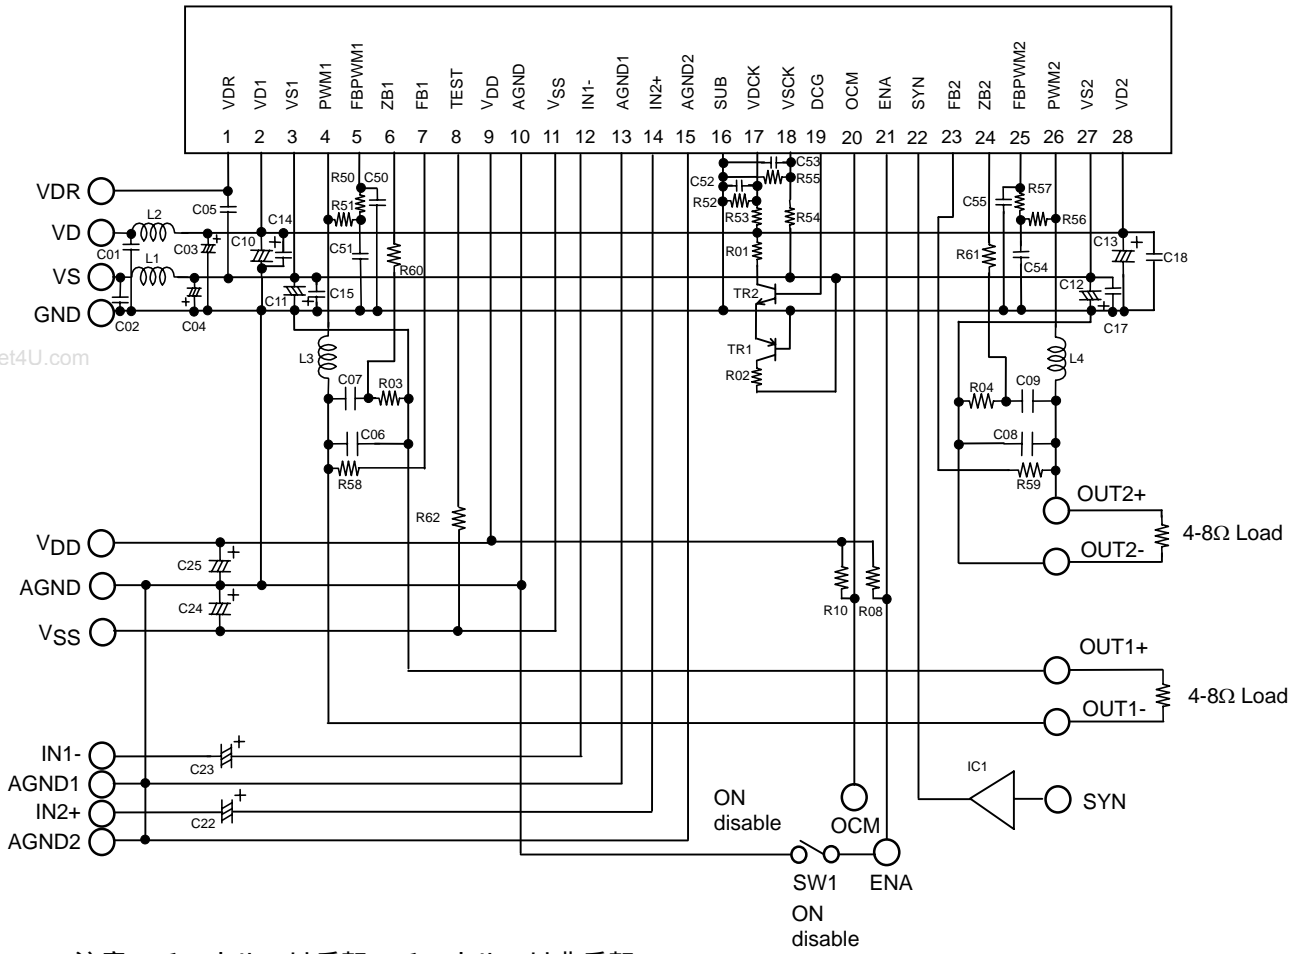 VDR
VD1
VS1
PWM1
FBPWM1
ZB1
FB1
TEST
VDD
AGND
VSS
IN1-
AGND1
IN2+
AGND2
SUB
VDCK
VSCK
DCG
OCM
ENA
SYN
FB2
ZB2
FBPWM2
PWM2
VS2
VD2
1 2 3 4 5 6 7 8 9 10 11 12 13 14 15 16 17 18 19 20 21 22 23 24 25 26 27 28
VDR
VD
VS
GND
C05
L2
C01
C03
C10
C14
L1
C02
C04
C11
C15
R50
C50
R51
C51
R60
C53
R55
C52
R52
R53
R54
R01
TR2
TR1
R02
C55
R57
R56
R61
C54
C13
C18
C12
C17
et4U.com
L3
C07
R03
C06
R58
R62
L4
R04
C09
C08
R59
OUT2+
OUT2-
4-8Ω Load
VDD
AGND
VSS
C25
C24
R10
R08
OUT1+
OUT1-
4-8Ω Load
IN1-
AGND1
IN2+
AGND2
C23
C22
IC1
SYN
ON
disable
OCM
SW1
ENA
ON
disable